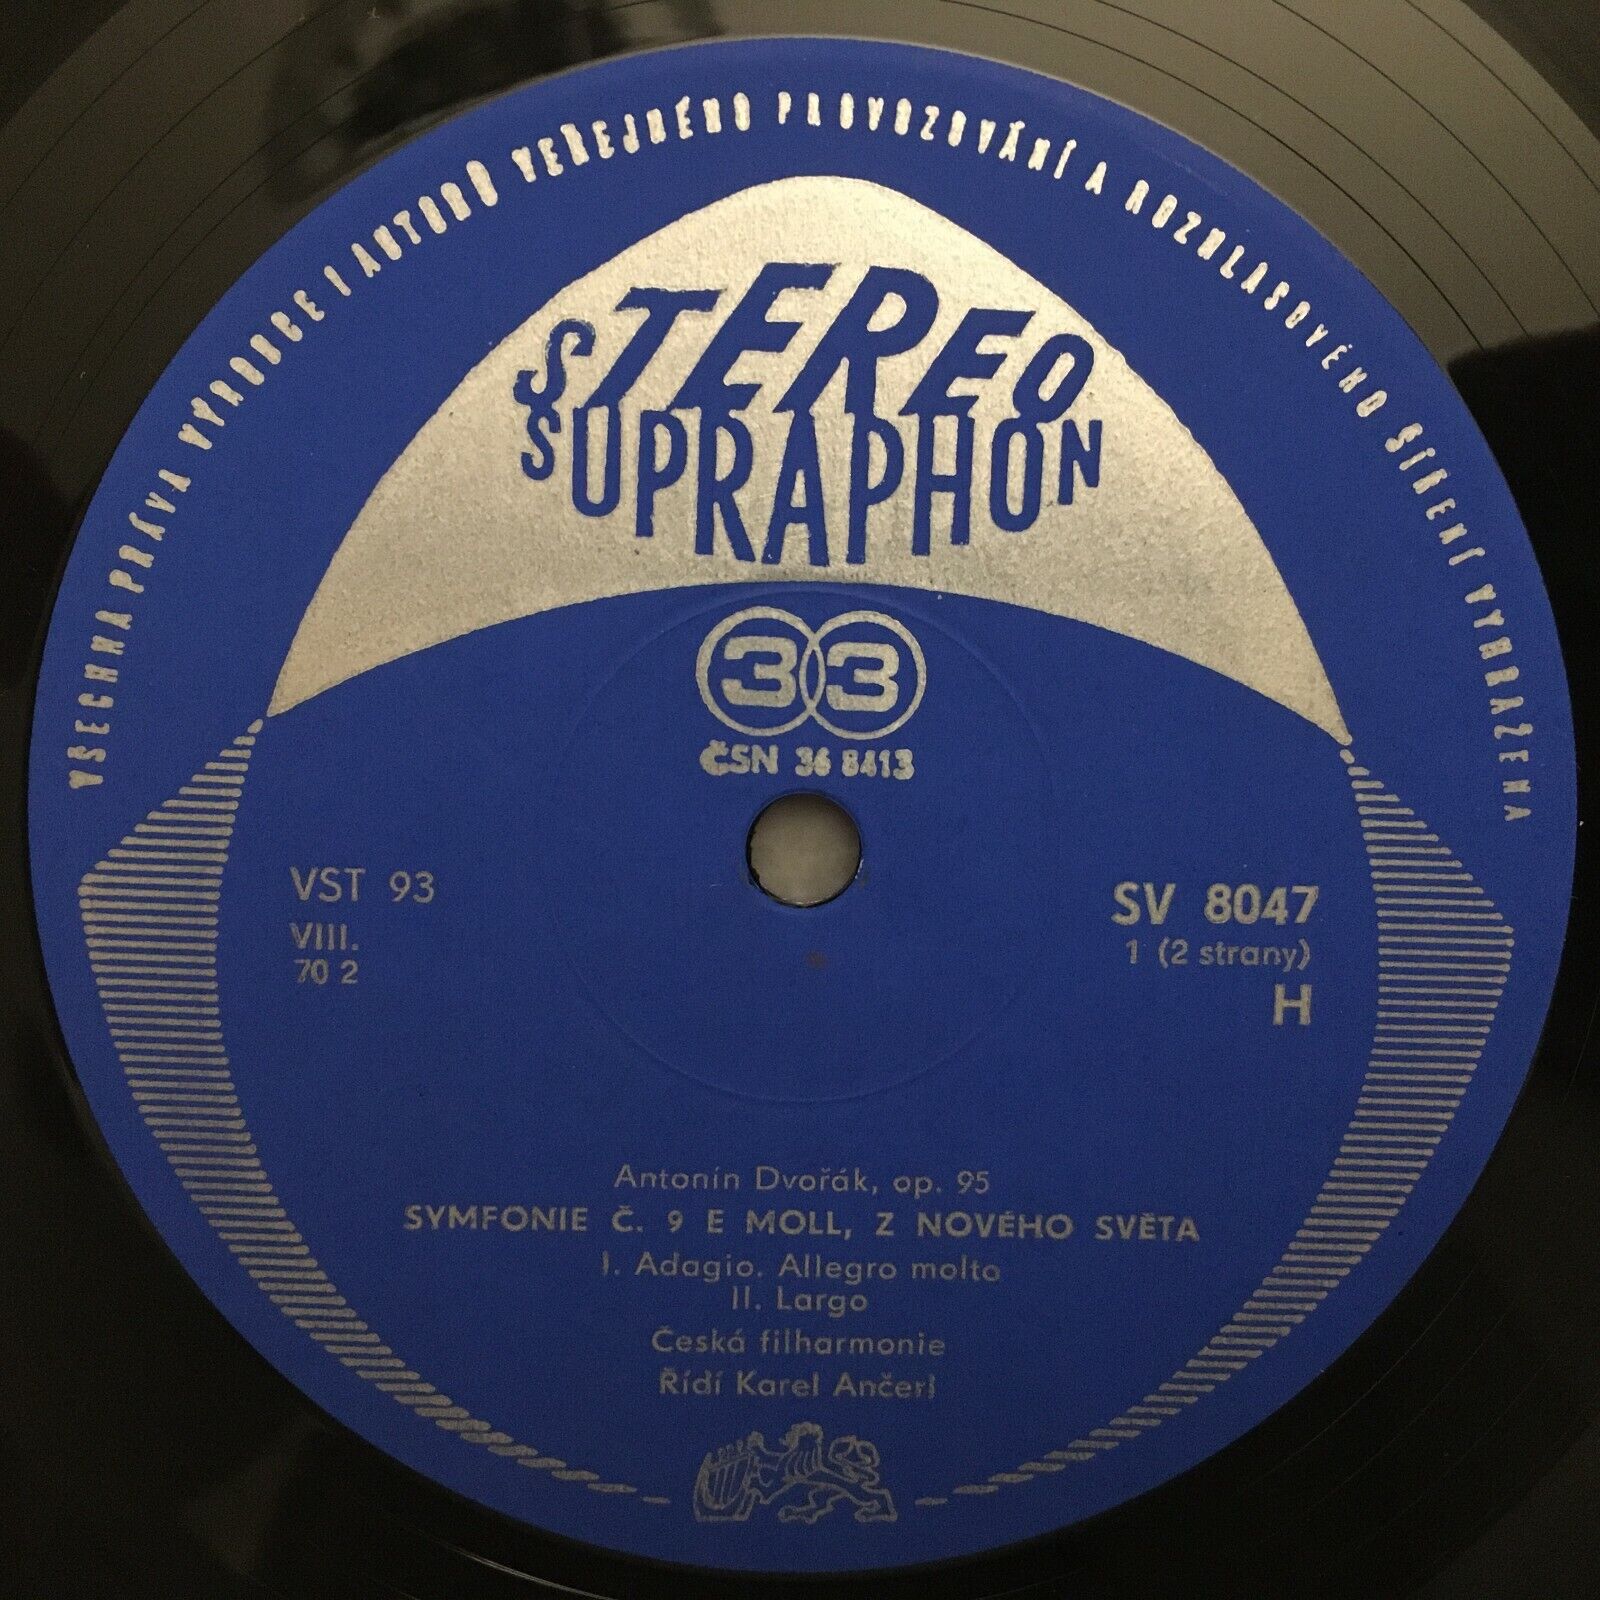 VŠECHNA PRÁVA VÝROBCE I AUTORŮ VEŘEJNÉHO PROVOZOVÁNÍ A ROZHLASOVÉHO ŠÍŘENÍ VYHRAŽENA
STEREO
SUPRAPHON
33
ČSN 36 8413
VST 93
VIII.
70 2
SV 8047
1 (2 strany)
H
Antonín Dvořák, op. 95
SYMFONIE Č. 9 E MOLL, Z NOVÉHO SVĚTA
I. Adagio. Allegro molto
II. Largo
Česká filharmonie
Řídí Karel Ančerl